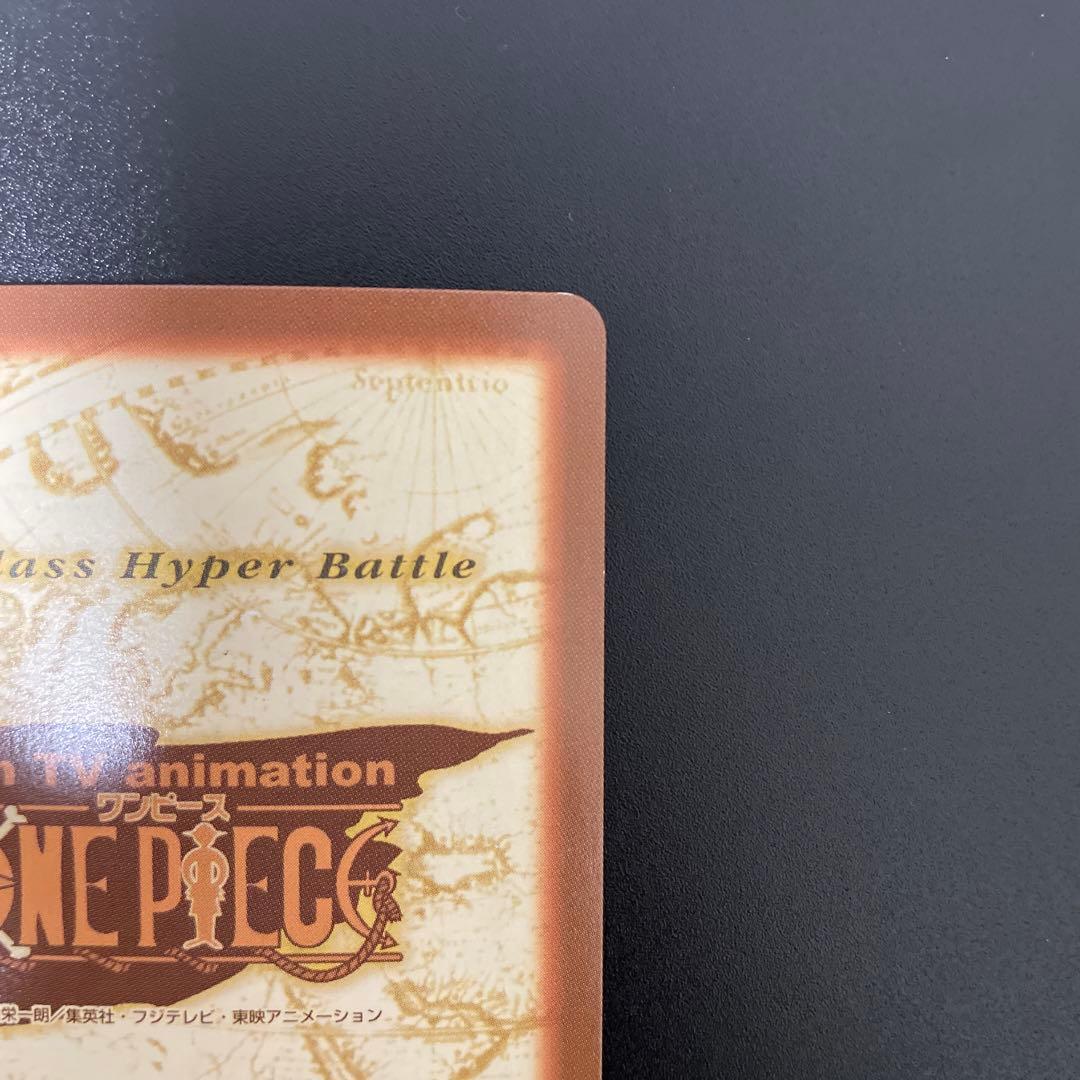 Septentrio
lass Hyper Battle
n TV animation
ワンピース
ONE PIECE
栄一郎/集英社・フジテレビ・東映アニメーション